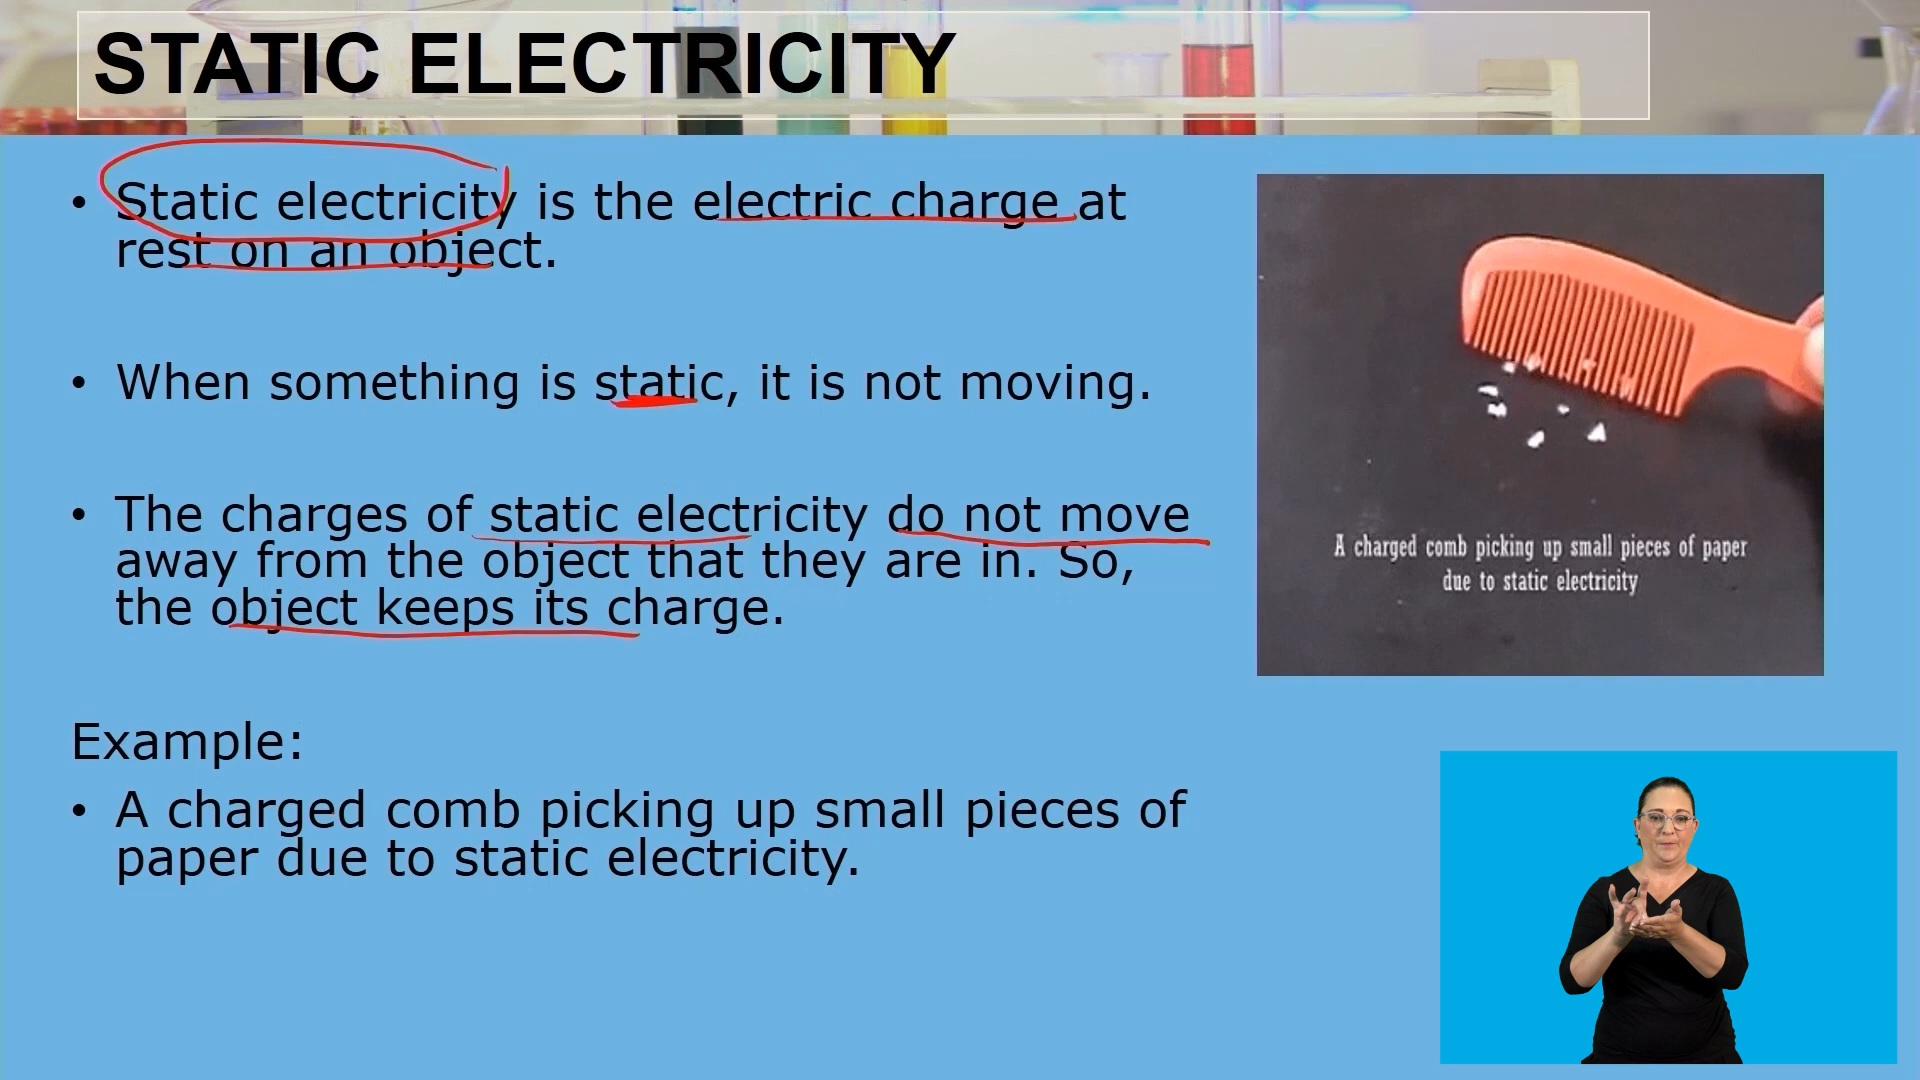 STATIC ELECTRICITY
• Static electricity is the electric charge at
rest on an object.
• When something is static, it is not moving.
• The charges of static electricity do not move
away from the object that they are in. So,
the object keeps its charge.
Example:
• A charged comb picking up small pieces of
paper due to static electricity.
A charged comb picking up small pieces of paper
due to static electricity